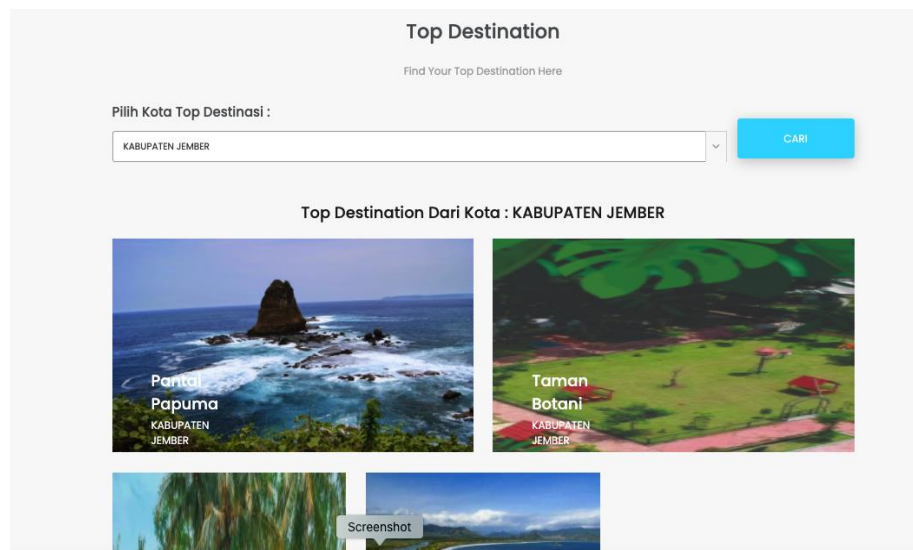 Top Destination
Find Your Top Destination Here
Pilih Kota Top Destinasi :
KABUPATEN JEMBER
CARI
Top Destination Dari Kota : KABUPATEN JEMBER
Pantai
Papuma
KABUPATEN
JEMBER
Taman
Botani
KABUPATEN
JEMBER
Screenshot